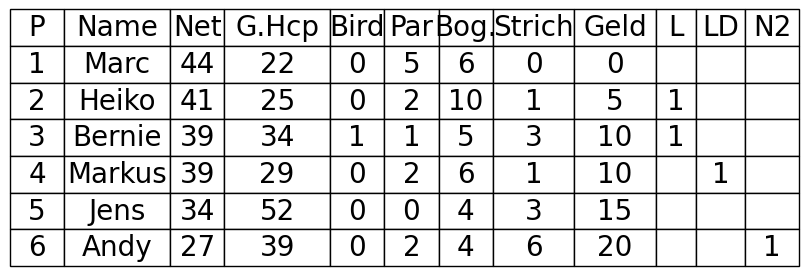 P Name Net G.Hcp Bird Par Bog. Strich Geld L LD N2
1 Marc 44 22 0 5 6 0 0
2 Heiko 41 25 0 2 10 1 5 1
3 Bernie 39 34 1 1 5 3 10 1
4 Markus 39 29 0 2 6 1 10 1
5 Jens 34 52 0 0 4 3 15
6 Andy 27 39 0 2 4 6 20 1